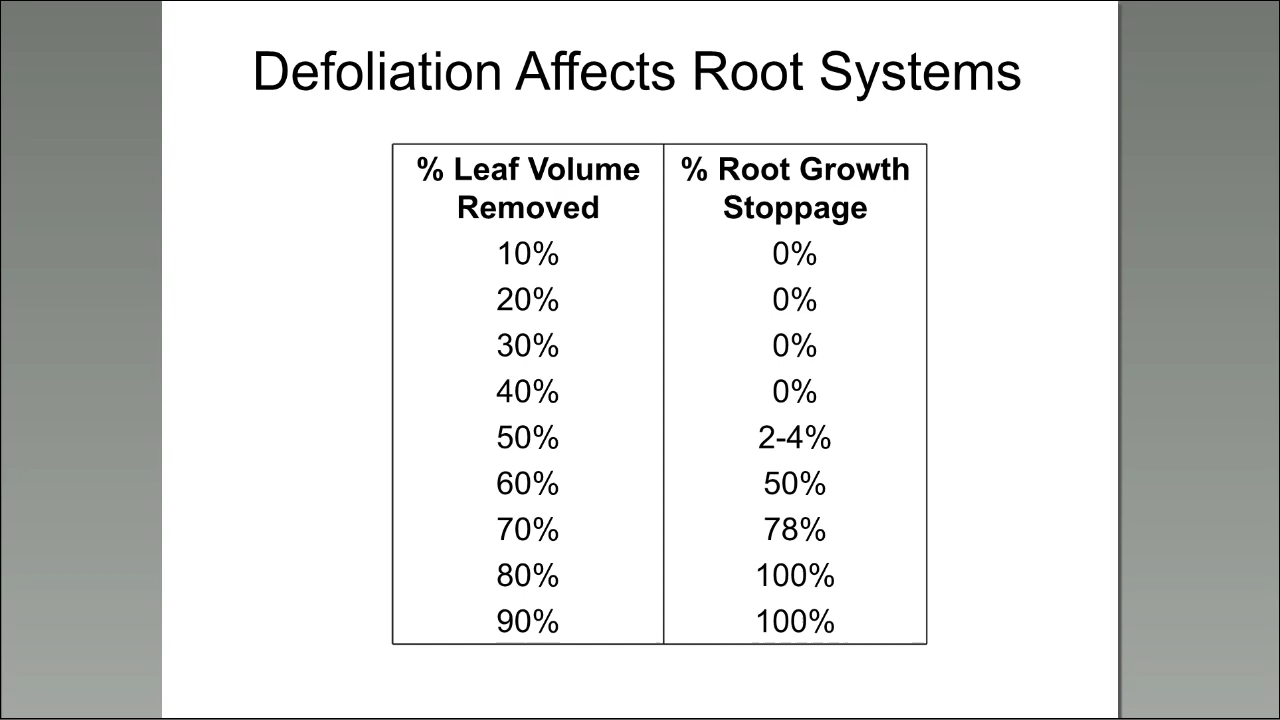 Defoliation Affects Root Systems
% Leaf Volume Removed | % Root Growth Stoppage
10% | 0%
20% | 0%
30% | 0%
40% | 0%
50% | 2-4%
60% | 50%
70% | 78%
80% | 100%
90% | 100%